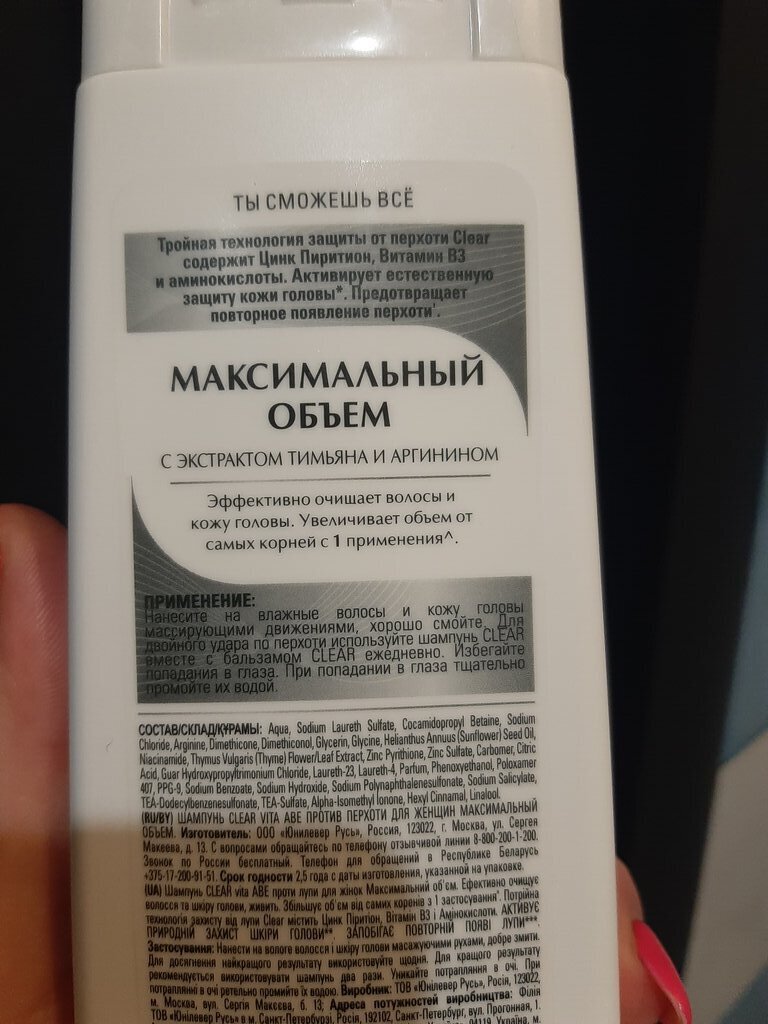 ТЫ СМОЖЕШЬ ВСЁ
Тройная технология защиты от перхоти Clear
содержит Цинк Пиритион, Витамин B3
и аминокислоты. Активирует естественную
защиту кожи головы*. Предотвращает
повторное появление перхоти'.
МАКСИМАЛЬНЫЙ
ОБЪЕМ
С ЭКСТРАКТОМ ТИМЬЯНА И АРГИНИНОМ
Эффективно очищает волосы и
кожу головы. Увеличивает объем от
самых корней с 1 применения^.
ПРИМЕНЕНИЕ:
Нанесите на влажные волосы и кожу головы
массирующими движениями, хорошо смойте. Для
двойного удара по перхоти используйте шампунь CLEAR
вместе с бальзамом CLEAR ежедневно. Избегайте
попадания в глаза. При попадании в глаза тщательно
промойте их водой.
СОСТАВ/СКЛАД/ҚҰРАМЫ: Aqua, Sodium Laureth Sulfate, Cocamidopropyl Betaine, Sodium
Chloride, Arginine, Dimethicone, Dimethiconol, Glycerin, Glycine, Helianthus Annuus (Sunflower) Seed Oil,
Niacinamide, Thymus Vulgaris (Thyme) Flower/Leaf Extract, Zinc Pyrithione, Zinc Sulfate, Carbomer, Citric
Acid, Guar Hydroxypropyltrimonium Chloride, Laureth-23, Laureth-4, Parfum, Phenoxyethanol, Poloxamer
407, PPG-9, Sodium Benzoate, Sodium Hydroxide, Sodium Polynaphthalenesulfonate, Sodium Salicylate,
TEA-Dodecylbenzenesulfonate, TEA-Sulfate, Alpha-Isomethyl Ionone, Hexyl Cinnamal, Linalool.
(RU/BY) ШАМПУНЬ CLEAR VITA ABE ПРОТИВ ПЕРХОТИ ДЛЯ ЖЕНЩИН МАКСИМАЛЬНЫЙ
ОБЪЕМ. Изготовитель: ООО «Юнилевер Русь», Россия, 123022, г. Москва, ул. Сергея
Макеева, д. 13. С вопросами обращайтесь по телефону отзывчивой линии 8-800-200-1-200.
Звонок по России бесплатный. Телефон для обращений в Республике Беларусь
+375-17-200-91-51. Срок годности 2,5 года с даты изготовления, указанной на упаковке.
(UA) Шампунь CLEAR vita ABE проти лупи для жінок Максимальний об'єм. Ефективно очищує
волосся та шкіру голови, живить. Збільшує об'єм від самих коренів з 1 застосування'. Потрійна
технологія захисту від лупи Clear містить Цинк Піритіон, Вітамін B3 і Амінокислоти. АКТИВУЄ
ПРИРОДНІЙ ЗАХИСТ ШКІРИ ГОЛОВИ**. ЗАПОБІГАЄ ПОВТОРНІЙ ПОЯВІ ЛУПИ***.
Застосування: Нанести на вологе волосся і шкіру голови масажуючими рухами, добре змити.
Для досягнення найкращого результату використовуйте щодня. Для кращого результату
рекомендується використовувати шампунь два рази. Уникайте потрапляння в очі. При
потраплянні в очі ретельно промийте їх водою. Виробник: ТОВ «Юнілевер Русь», Росія, 123022,
м. Москва, вул. Сергія Макєєва, б. 13; Адреса потужностей виробництва: Філія
ТОВ «Юнілевер Русь» в м. Санкт-Петербурзі, Росія, 192102, Санкт-Петербург, вул. Прогонная, 1.
04119, Україна, м.